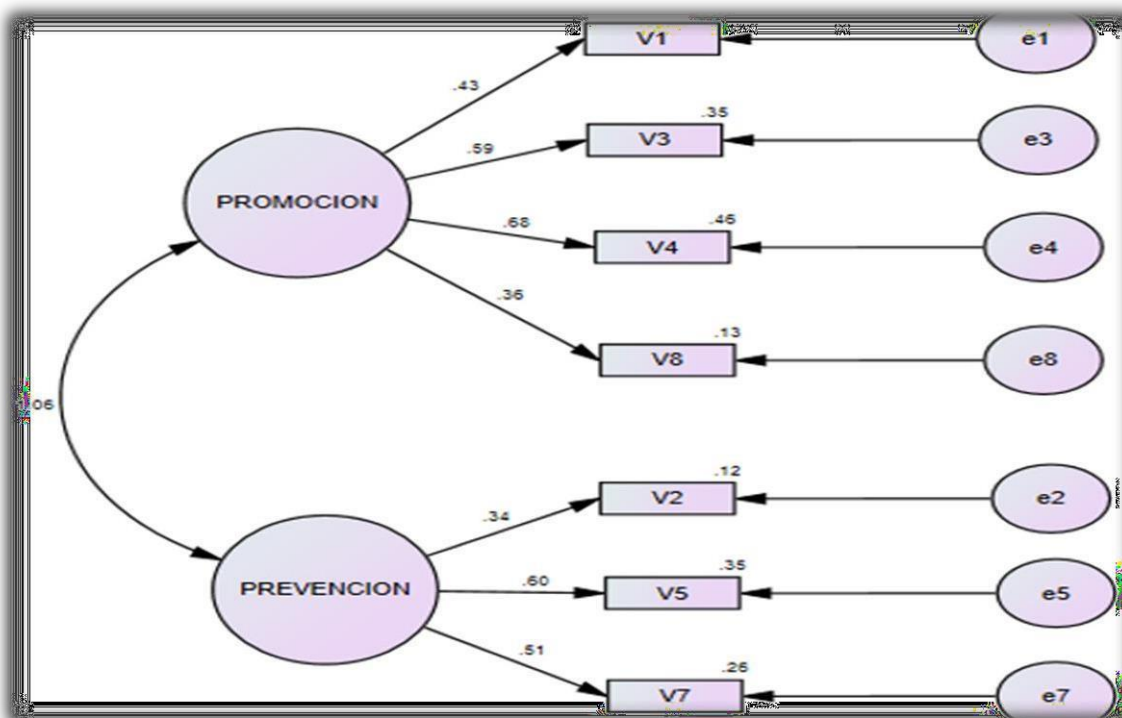 V1
e1
.43
.35
V3
e3
.59
PROMOCION
.68
.46
V4
e4
.36
.13
V8
e8
1.06
.12
V2
e2
.34
PREVENCION
.60
.35
V5
e5
.51
.26
V7
e7